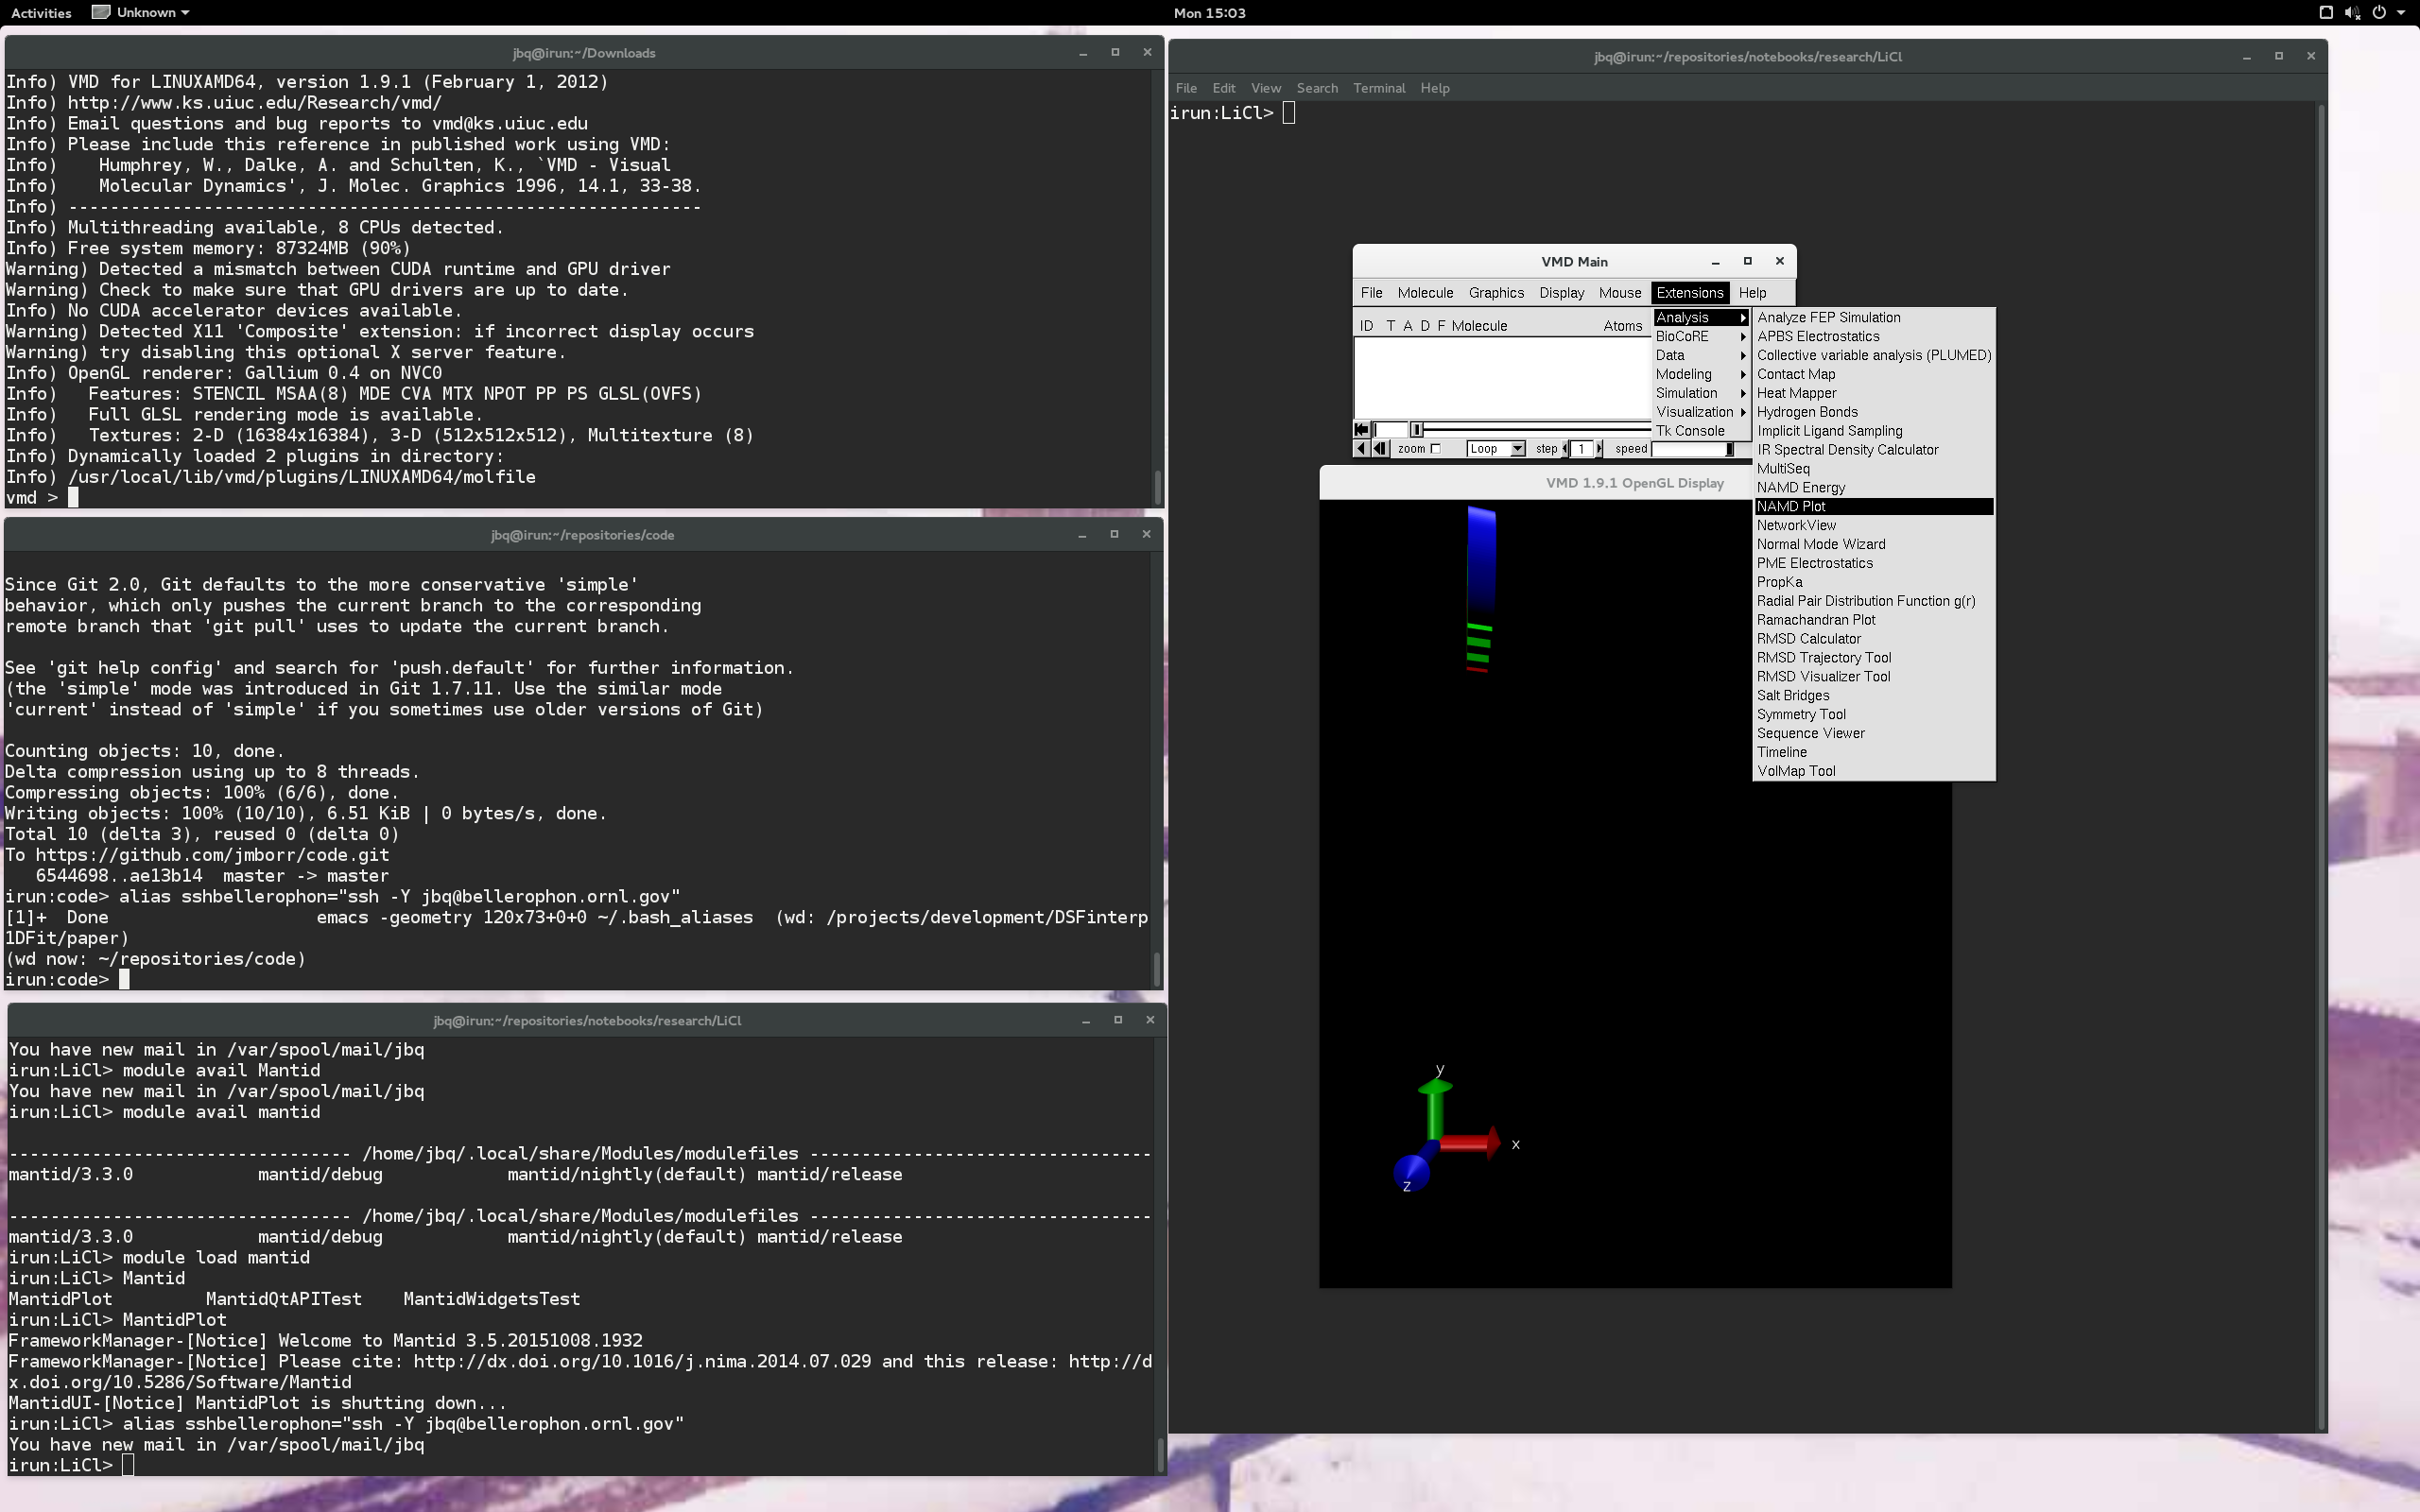 Activities Unknown Mon 15:03
jbq@irun:~/Downloads
Info) VMD for LINUXAMD64, version 1.9.1 (February 1, 2012)
Info) http://www.ks.uiuc.edu/Research/vmd/
Info) Email questions and bug reports to vmd@ks.uiuc.edu
Info) Please include this reference in published work using VMD:
Info)    Humphrey, W., Dalke, A. and Schulten, K., `VMD - Visual
Info)    Molecular Dynamics', J. Molec. Graphics 1996, 14.1, 33-38.
Info) -------------------------------------------------------------
Info) Multithreading available, 8 CPUs detected.
Info) Free system memory: 87324MB (90%)
Warning) Detected a mismatch between CUDA runtime and GPU driver
Warning) Check to make sure that GPU drivers are up to date.
Info) No CUDA accelerator devices available.
Warning) Detected X11 'Composite' extension: if incorrect display occurs
Warning) try disabling this optional X server feature.
Info) OpenGL renderer: Gallium 0.4 on NVC0
Info)   Features: STENCIL MSAA(8) MDE CVA MTX NPOT PP PS GLSL(OVFS)
Info)   Full GLSL rendering mode is available.
Info)   Textures: 2-D (16384x16384), 3-D (512x512x512), Multitexture (8)
Info) Dynamically loaded 2 plugins in directory:
Info) /usr/local/lib/vmd/plugins/LINUXAMD64/molfile
vmd >
jbq@irun:~/repositories/code
Since Git 2.0, Git defaults to the more conservative 'simple'
behavior, which only pushes the current branch to the corresponding
remote branch that 'git pull' uses to update the current branch.
See 'git help config' and search for 'push.default' for further information.
(the 'simple' mode was introduced in Git 1.7.11. Use the similar mode
'current' instead of 'simple' if you sometimes use older versions of Git)
Counting objects: 10, done.
Delta compression using up to 8 threads.
Compressing objects: 100% (6/6), done.
Writing objects: 100% (10/10), 6.51 KiB | 0 bytes/s, done.
Total 10 (delta 3), reused 0 (delta 0)
To https://github.com/jmborr/code.git
   6544698..ae13b14  master -> master
irun:code> alias sshbellerophon="ssh -Y jbq@bellerophon.ornl.gov"
[1]+  Done                    emacs -geometry 120x73+0+0 ~/.bash_aliases  (wd: /projects/development/DSFinterp
1DFit/paper)
(wd now: ~/repositories/code)
irun:code>
jbq@irun:~/repositories/notebooks/research/LiCl
You have new mail in /var/spool/mail/jbq
irun:LiCl> module avail Mantid
You have new mail in /var/spool/mail/jbq
irun:LiCl> module avail mantid
--------------------------------- /home/jbq/.local/share/Modules/modulefiles ---------------------------------
mantid/3.3.0            mantid/debug            mantid/nightly(default) mantid/release
--------------------------------- /home/jbq/.local/share/Modules/modulefiles ---------------------------------
mantid/3.3.0            mantid/debug            mantid/nightly(default) mantid/release
irun:LiCl> module load mantid
irun:LiCl> Mantid
MantidPlot         MantidQtAPITest    MantidWidgetsTest
irun:LiCl> MantidPlot
FrameworkManager-[Notice] Welcome to Mantid 3.5.20151008.1932
FrameworkManager-[Notice] Please cite: http://dx.doi.org/10.1016/j.nima.2014.07.029 and this release: http://d
x.doi.org/10.5286/Software/Mantid
MantidUI-[Notice] MantidPlot is shutting down...
irun:LiCl> alias sshbellerophon="ssh -Y jbq@bellerophon.ornl.gov"
You have new mail in /var/spool/mail/jbq
irun:LiCl>
jbq@irun:~/repositories/notebooks/research/LiCl
File Edit View Search Terminal Help
irun:LiCl>
VMD Main
File Molecule Graphics Display Mouse Extensions Help
ID T A D F Molecule Atoms
zoom Loop step 1 speed
Analysis
BioCoRE
Data
Modeling
Simulation
Visualization
Tk Console
Analyze FEP Simulation
APBS Electrostatics
Collective variable analysis (PLUMED)
Contact Map
Heat Mapper
Hydrogen Bonds
Implicit Ligand Sampling
IR Spectral Density Calculator
MultiSeq
NAMD Energy
NAMD Plot
NetworkView
Normal Mode Wizard
PME Electrostatics
PropKa
Radial Pair Distribution Function g(r)
Ramachandran Plot
RMSD Calculator
RMSD Trajectory Tool
RMSD Visualizer Tool
Salt Bridges
Symmetry Tool
Sequence Viewer
Timeline
VolMap Tool
VMD 1.9.1 OpenGL Display
y
x
z